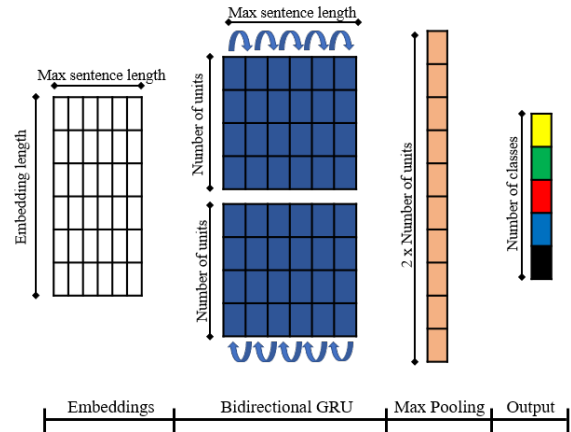 Max sentence length
Max sentence length
Embedding length
Number of units
Number of units
2 x Number of units
Number of classes
Embeddings
Bidirectional GRU
Max Pooling
Output